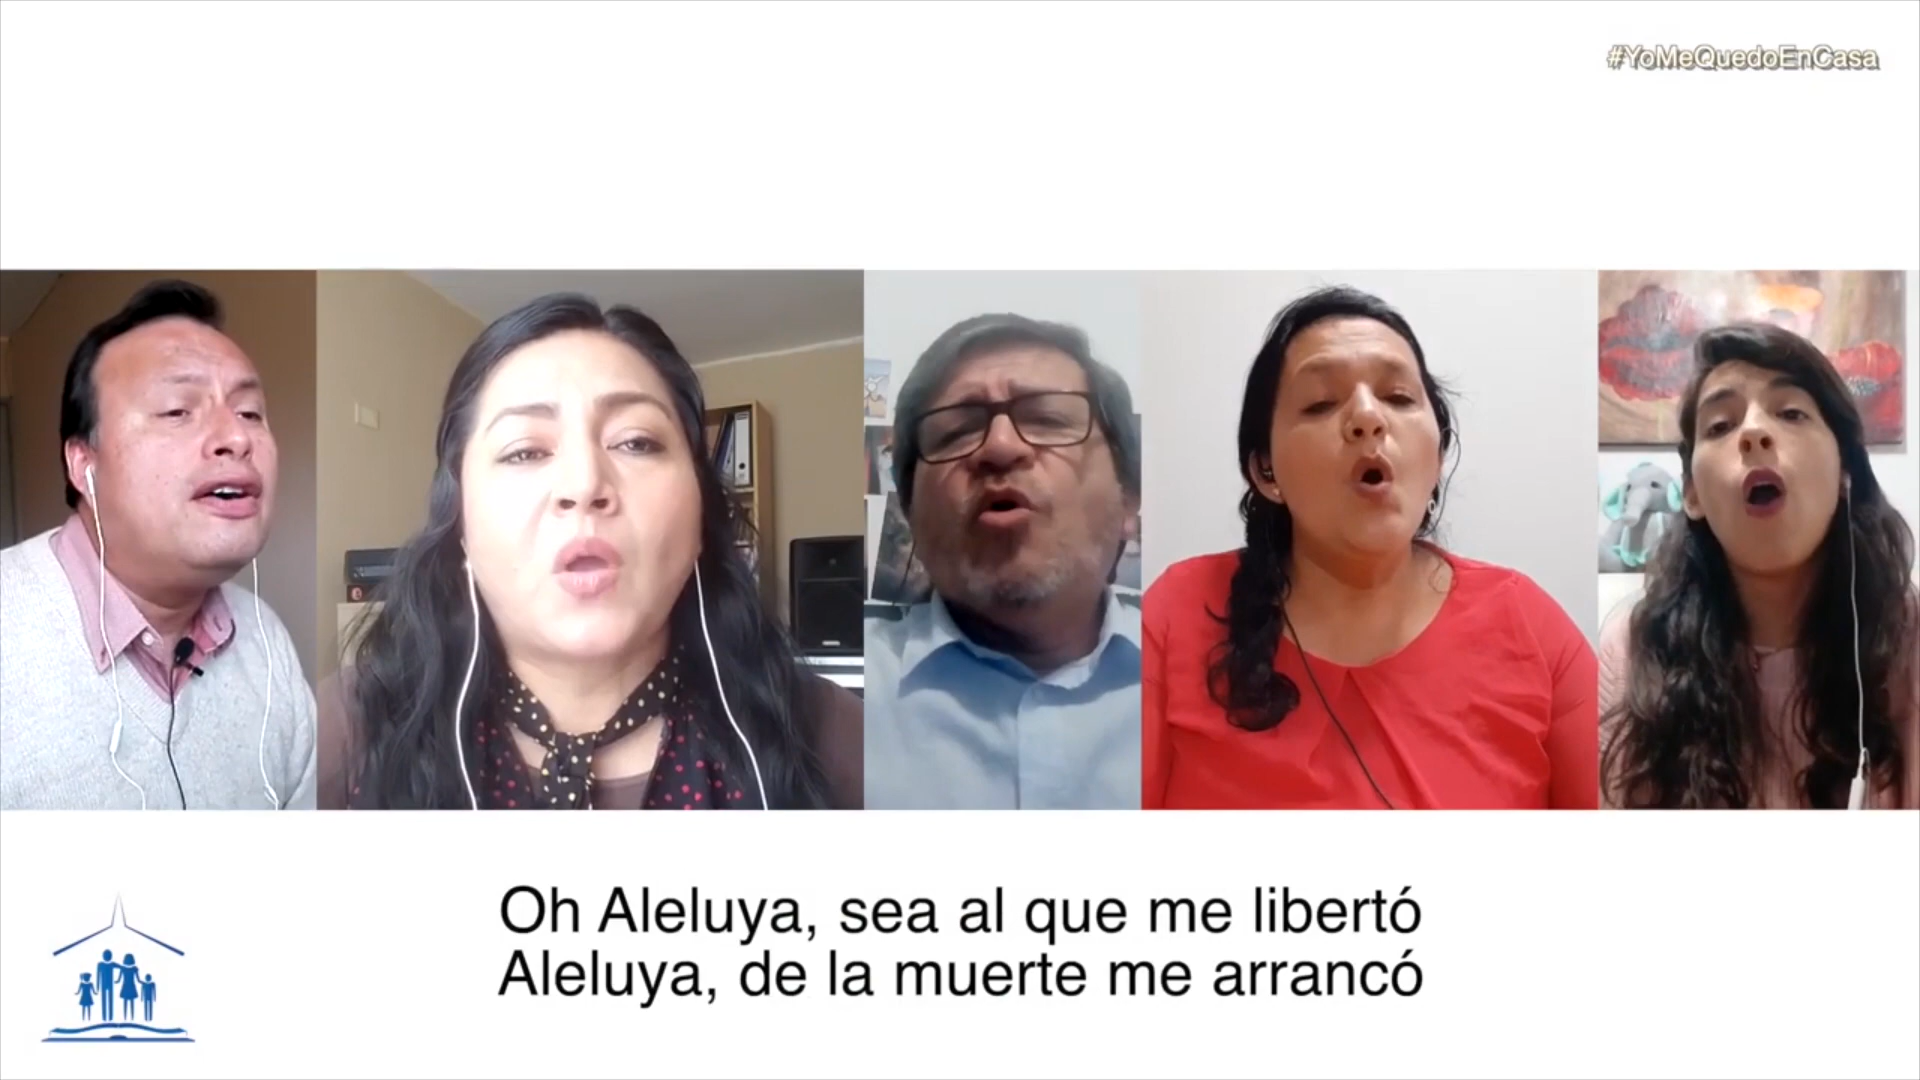 #YoMeQuedoEnCasa
Oh Aleluya, sea al que me libertó
Aleluya, de la muerte me arrancó